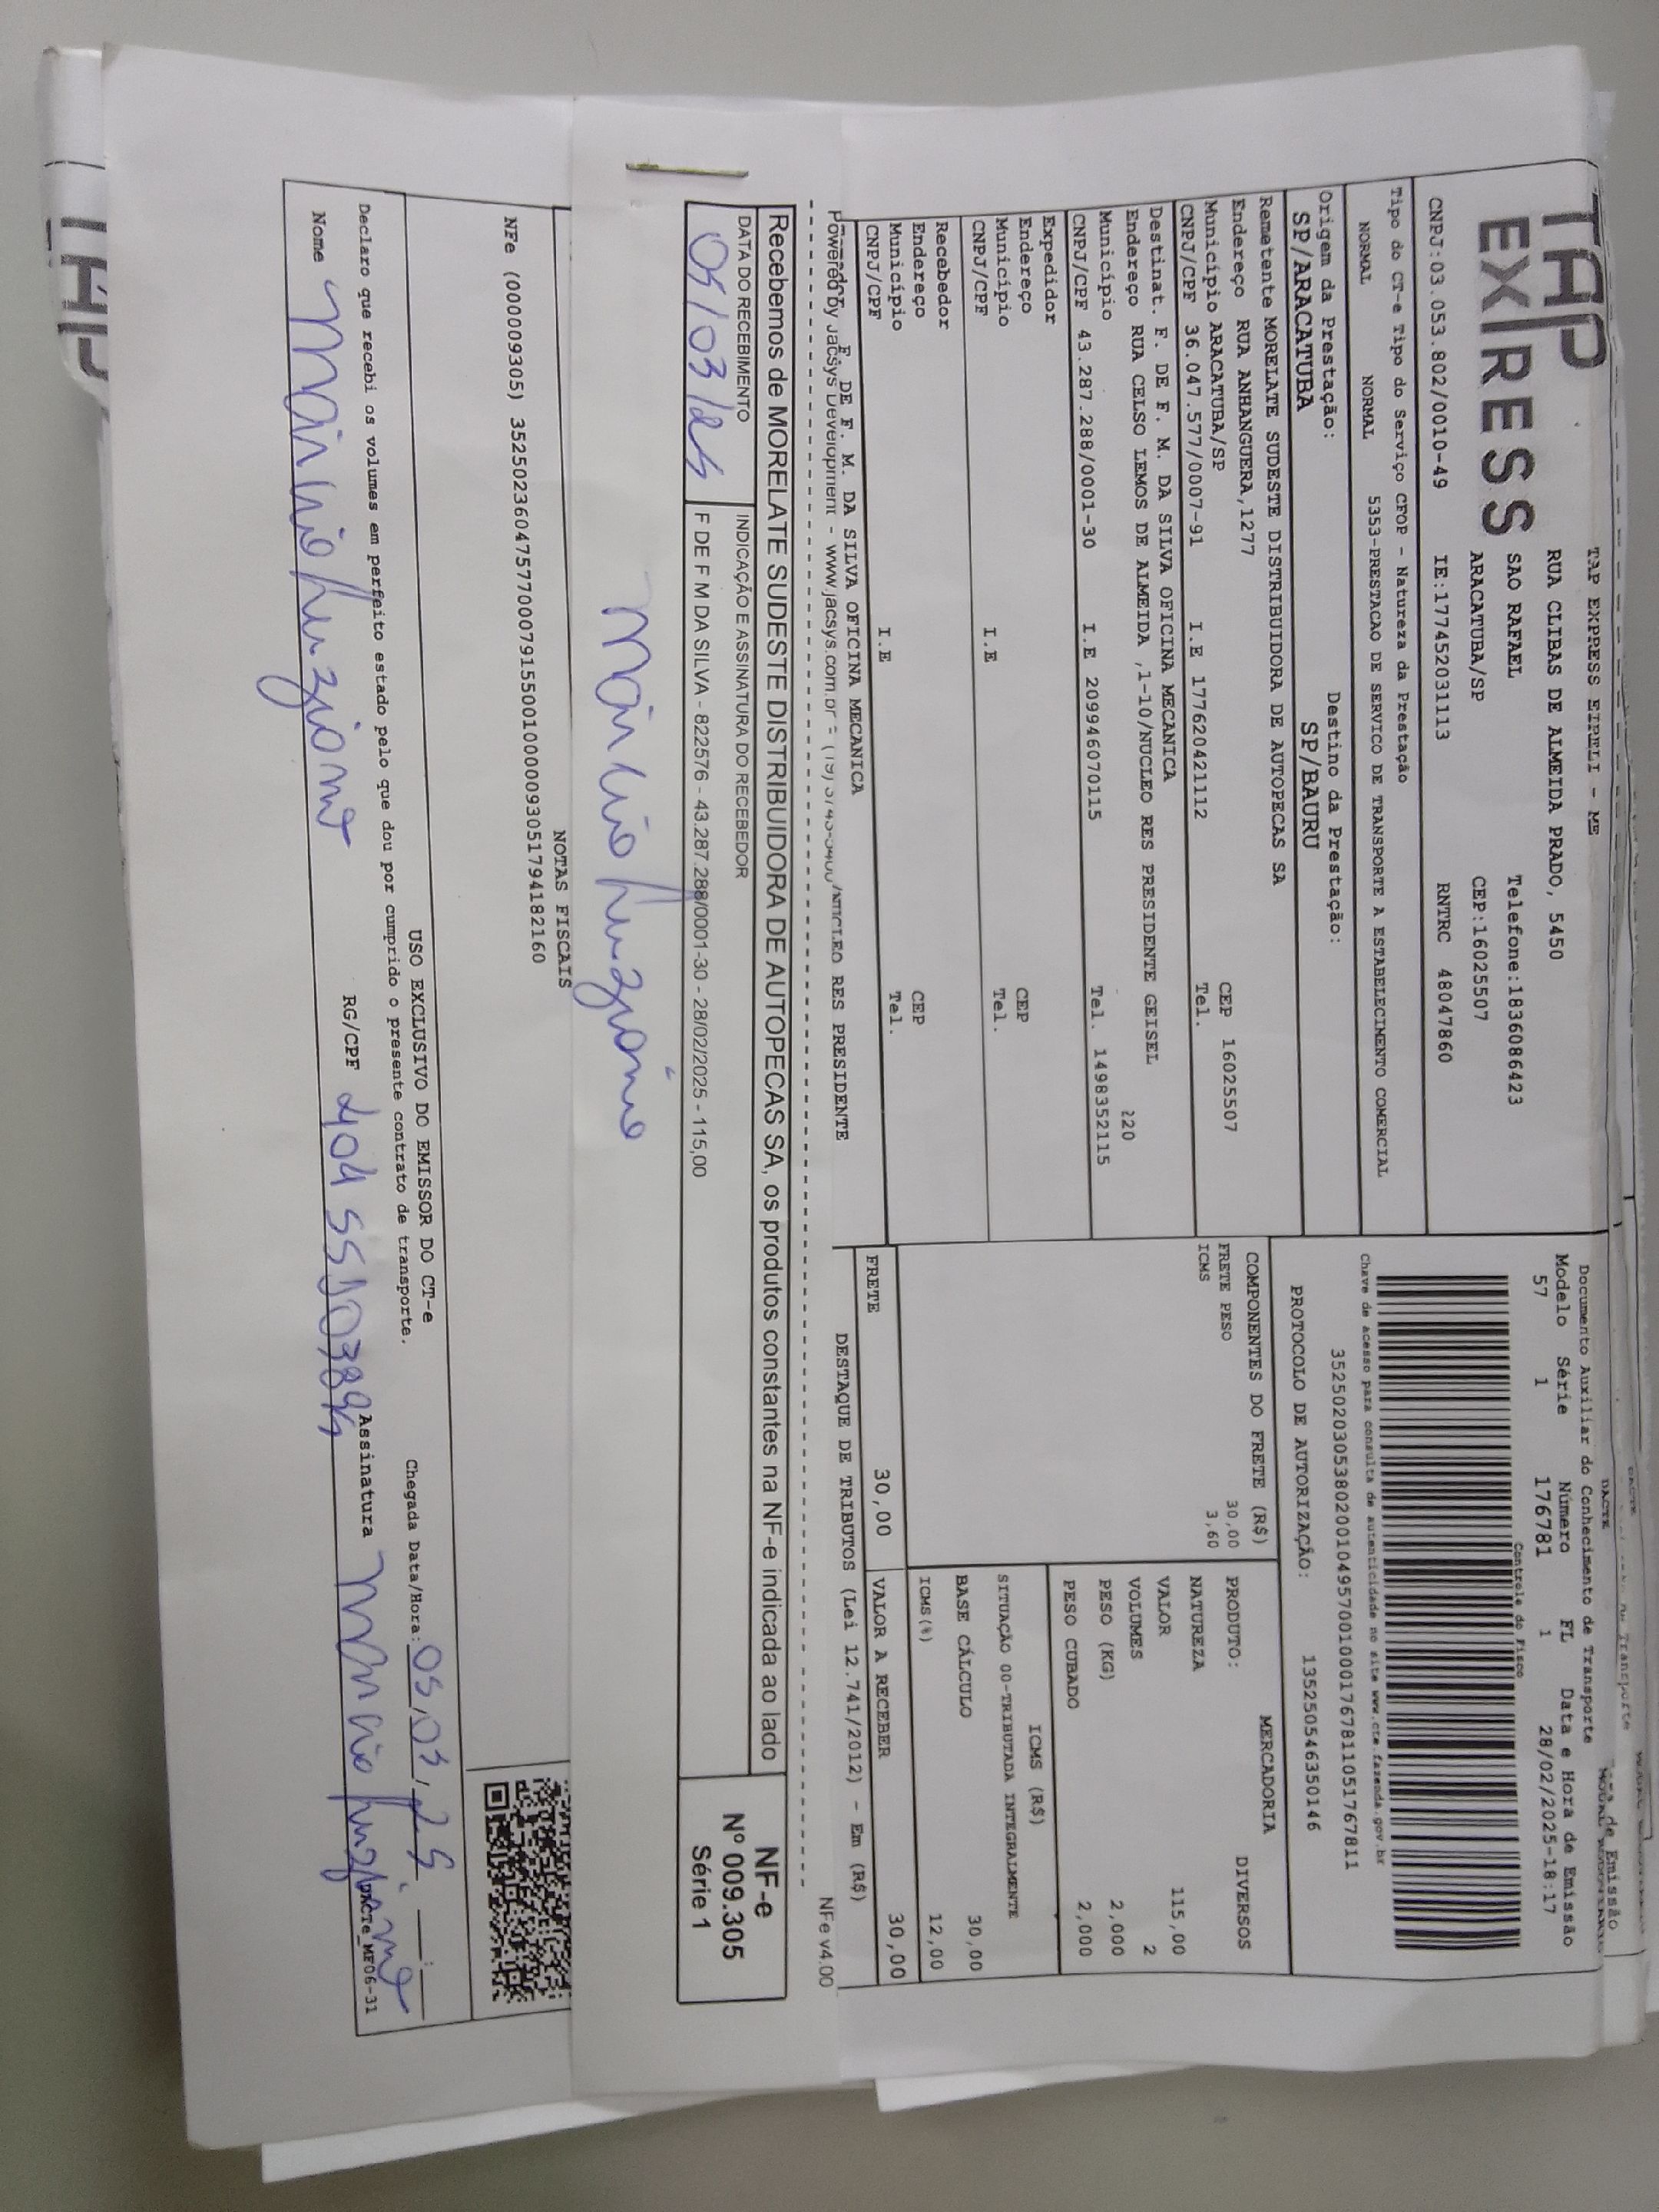 TAP
EXPRESS
TAP EXPRESS EIRELI - ME
RUA CLIBAS DE ALMEIDA PRADO, 5450
SAO RAFAEL Telefone:1836086423
ARACATUBA/SP CEP:16025507
CNPJ:03.053.802/0010-49 IE:177452031113 RNTRC 48047860
Tipo do CT-e Tipo do Serviço CFOP - Natureza da Prestação
NORMAL NORMAL 5353-PRESTACAO DE SERVICO DE TRANSPORTE A ESTABELECIMENTO COMERCIAL
Origem da Prestação: Destino da Prestação:
SP/ARACATUBA SP/BAURU
DACTE
Documento Auxiliar do Conhecimento de Transporte
Modelo Série Número FL Data e Hora de Emissão
57 1 176781 1 28/02/2025-18:17
Controle do Fisco
Chave de acesso para consulta de autenticidade no site www.cte.fazenda.gov.br
35250203053802001049570010001767811051767811
PROTOCOLO DE AUTORIZAÇÃO: 135250546350146
Remetente MORELATE SUDESTE DISTRIBUIDORA DE AUTOPECAS SA
Endereço RUA ANHANGUERA,1277 CEP 16025507
Município ARACATUBA/SP Tel.
CNPJ/CPF 36.047.577/0007-91 I.E 177620421112
Destinat. F. DE F. M. DA SILVA OFICINA MECANICA
Endereço RUA CELSO LEMOS DE ALMEIDA ,1-10/NUCLEO RES PRESIDENTE GEISEL
Município 220
CNPJ/CPF 43.287.288/0001-30 I.E 209946070115 Tel. 1498352115
Expedidor
Endereço CEP
Município Tel.
CNPJ/CPF I.E
Recebedor
Endereço CEP
Município Tel.
CNPJ/CPF I.E
COMPONENTES DO FRETE (R$)
FRETE PESO 30,00
ICMS 3,60
MERCADORIA
PRODUTO: DIVERSOS
NATUREZA
VALOR 115,00
VOLUMES 2
PESO (KG) 2,000
PESO CUBADO 2,000
ICMS (R$)
SITUAÇÃO 00-TRIBUTADA INTEGRALMENTE
BASE CÁLCULO 30,00
ICMS(%) 12,00
FRETE 30,00 VALOR A RECEBER 30,00
F. DE F. M. DA SILVA OFICINA MECANICA
DESTAQUE DE TRIBUTOS (Lei 12.741/2012) - Em (R$)
Powered by Jacsys Development - www.jacsys.com.br NUCLEO RES PRESIDENTE
NFe v4.00
Recebemos de MORELATE SUDESTE DISTRIBUIDORA DE AUTOPECAS SA, os produtos constantes na NF-e indicada ao lado
DATA DO RECEBIMENTO INDICAÇÃO E ASSINATURA DO RECEBEDOR
05/03/25 F DE F M DA SILVA - 822576 - 43.287.288/0001-30 - 28/02/2025 - 115,00
NF-e
Nº 009.305
Série 1
NOTAS FISCAIS
NFe (000009305) 35250236047577000791550010000093051794182160
USO EXCLUSIVO DO EMISSOR DO CT-e
Declaro que recebi os volumes em perfeito estado pelo que dou por cumprido o presente contrato de transporte.
Chegada Data/Hora: 05,03,25 :
Nome RG/CPF Assinatura
DACTe_MF06-31